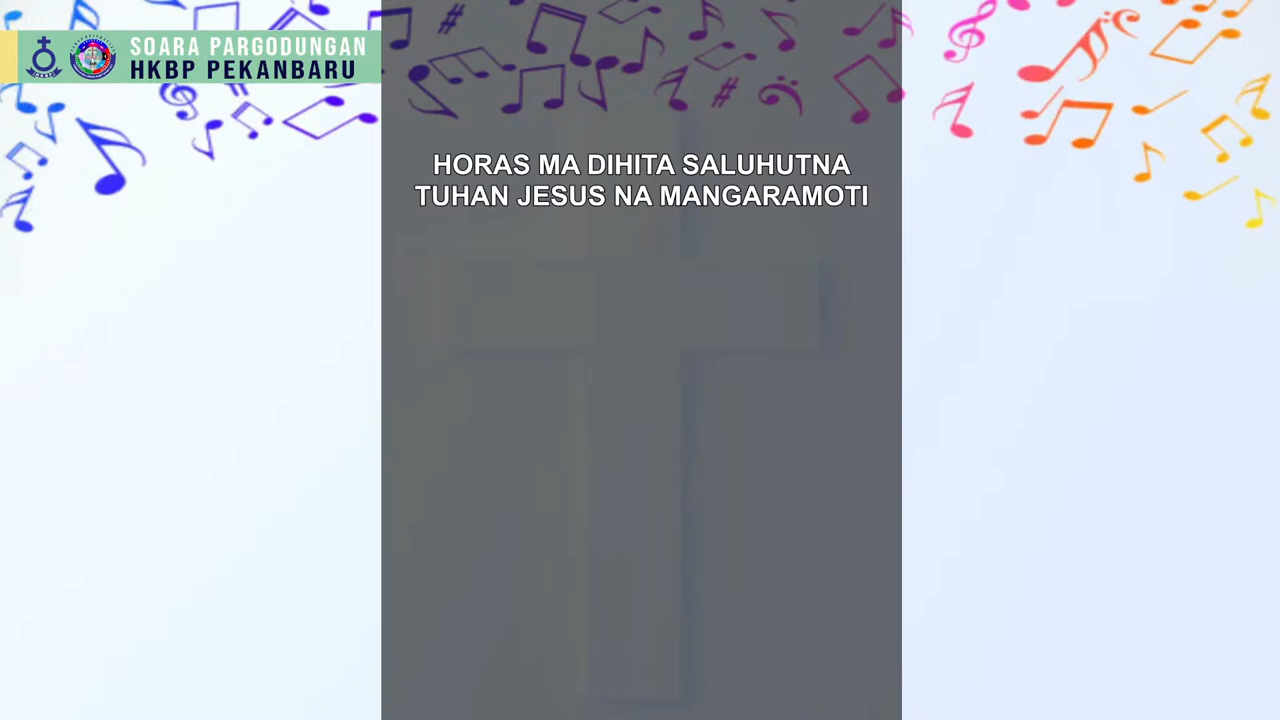 SOARA PARGODUNGAN
HKBP PEKANBARU
HORAS MA DIHITA SALUHUTNA
TUHAN JESUS NA MANGARAMOTI